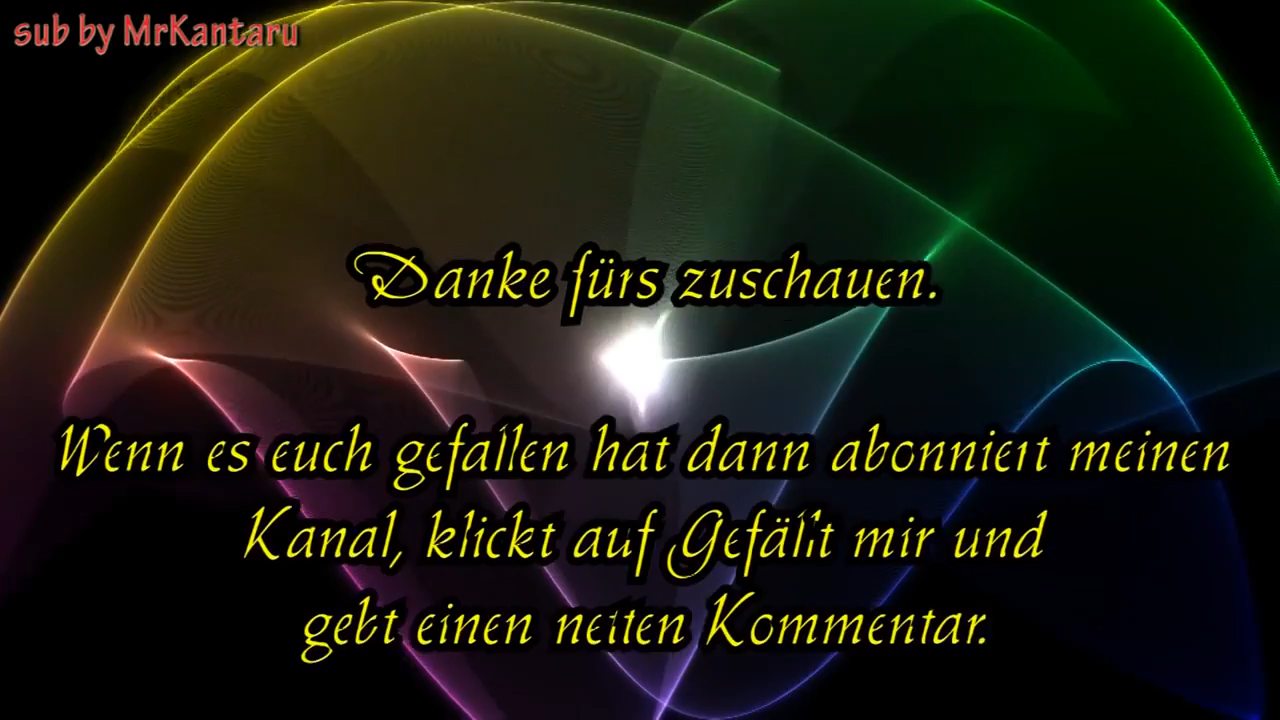 sub by MrKantaru
Danke fürs zuschauen.
Wenn es euch gefallen hat dann abonniert meinen
Kanal, klickt auf Gefällt mir und
gebt einen netten Kommentar.